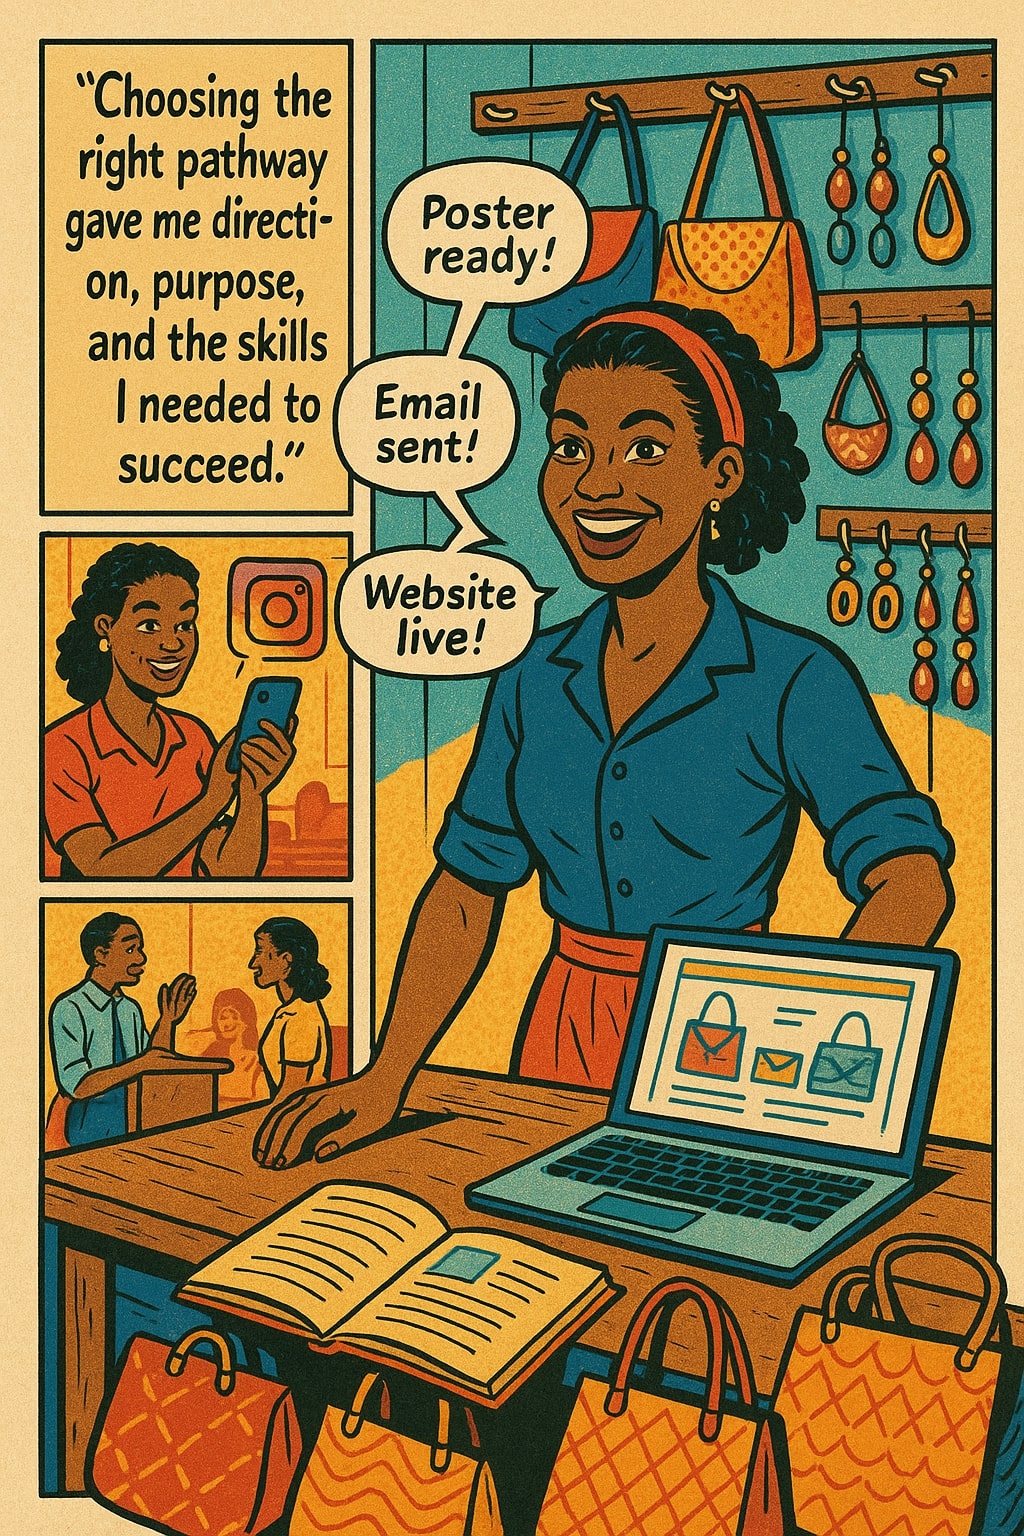 “Choosing the
right pathway
gave me directi-
on, purpose,
and the skills
I needed to
succeed.”
Poster
ready!
Email
sent!
Website
live!